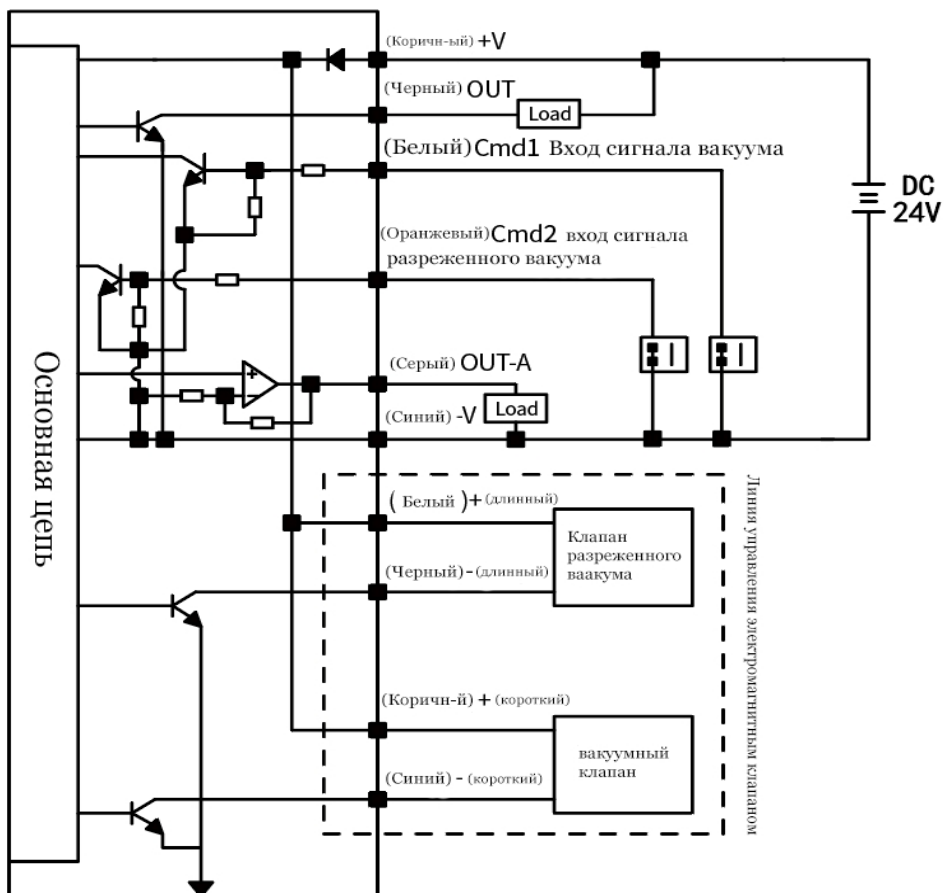 (Коричн-ый) +V
(Черный) OUT
Load
(Белый) Cmd1 Вход сигнала вакуума
DC
24V
(Оранжевый) Cmd2 вход сигнала
разреженного вакуума
Основная цепь
(Серый) OUT-A
Load
(Синий) -V
Линия управления электромагнитным клапаном
( Белый )+ (длинный)
Клапан
разреженного
ваакума
(Черный)- (длинный)
(Коричн-й) + (короткий)
вакуумный
клапан
(Синий) - (короткий)